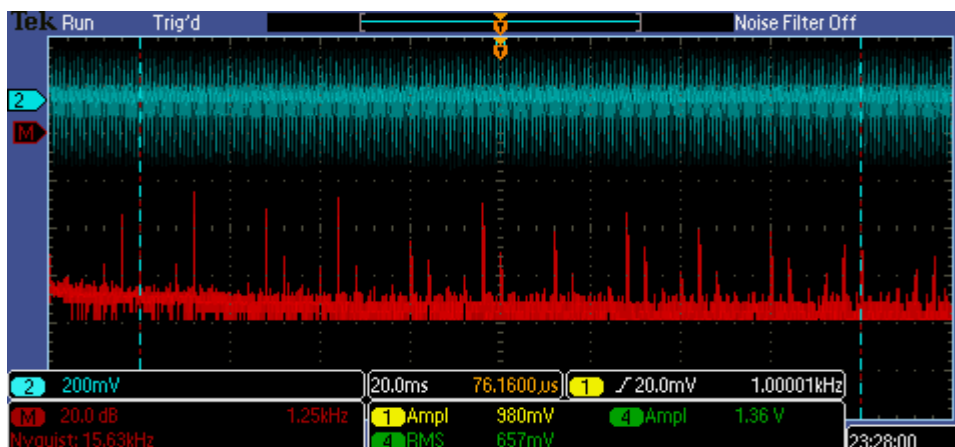 Tek Run Trig'd Noise Filter Off
T
T
2
M
2 200mV 20.0ms 76.1600µs 1 20.0mV 1.00001kHz
M 20.0 dB 1.25kHz 1 Ampl 980mV 4 Ampl 1.36 V
Nyquist: 15.63kHz 4 RMS 657mV 23:28:00